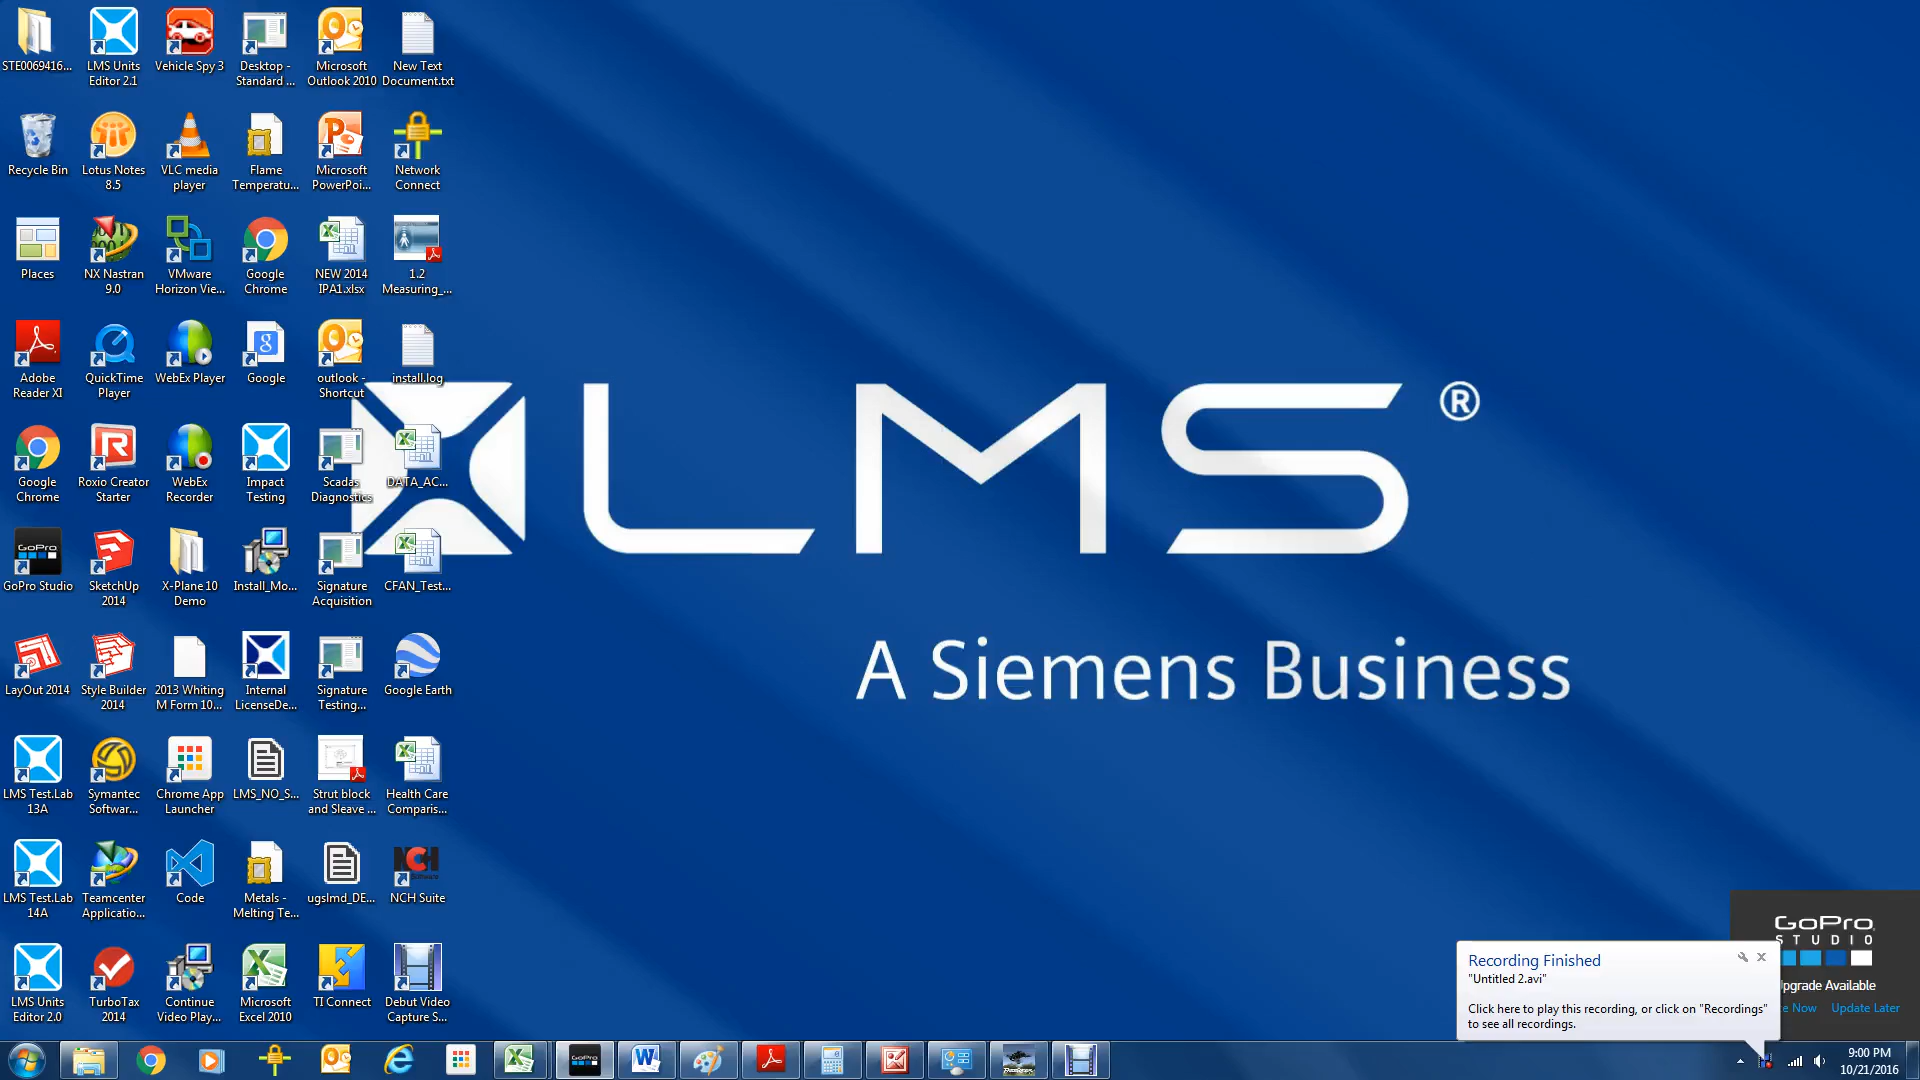 STE0069416...
LMS Units
Editor 2.1
Vehicle Spy 3
Desktop -
Standard ...
Microsoft
Outlook 2010
New Text
Document.txt
Recycle Bin
Lotus Notes
8.5
VLC media
player
Flame
Temperatu...
Microsoft
PowerPoi...
Network
Connect
Places
NX Nastran
9.0
VMware
Horizon Vie...
Google
Chrome
NEW 2014
IPA1.xlsx
1.2
Measuring_...
Adobe
Reader XI
QuickTime
Player
WebEx Player
Google
outlook -
Shortcut
install.log
Google
Chrome
Roxio Creator
Starter
WebEx
Recorder
Impact
Testing
Scadas
Diagnostics
DATA_AC...
GoPro
GoPro Studio
SketchUp
2014
X-Plane 10
Demo
Install_Mo...
Signature
Acquisition
CFAN_Test...
LayOut 2014
Style Builder
2014
2013 Whiting
M Form 10...
Internal
LicenseDe...
Signature
Testing...
Google Earth
LMS Test.Lab
13A
Symantec
Softwar...
Chrome App
Launcher
LMS_NO_S...
Strut block
and Sleave ...
Health Care
Comparis...
LMS Test.Lab
14A
Teamcenter
Applicatio...
Code
Metals -
Melting Te...
ugslmd_DE...
NCH
NCH Suite
LMS Units
Editor 2.0
TurboTax
2014
Continue
Video Play...
Microsoft
Excel 2010
TI Connect
Debut Video
Capture S...
LMS®
A Siemens Business
GoPro
STUDIO
Upgrade Available
Now Update Later
Recording Finished
"Untitled 2.avi"
Click here to play this recording, or click on "Recordings"
to see all recordings.
GoPro
9:00 PM
10/21/2016